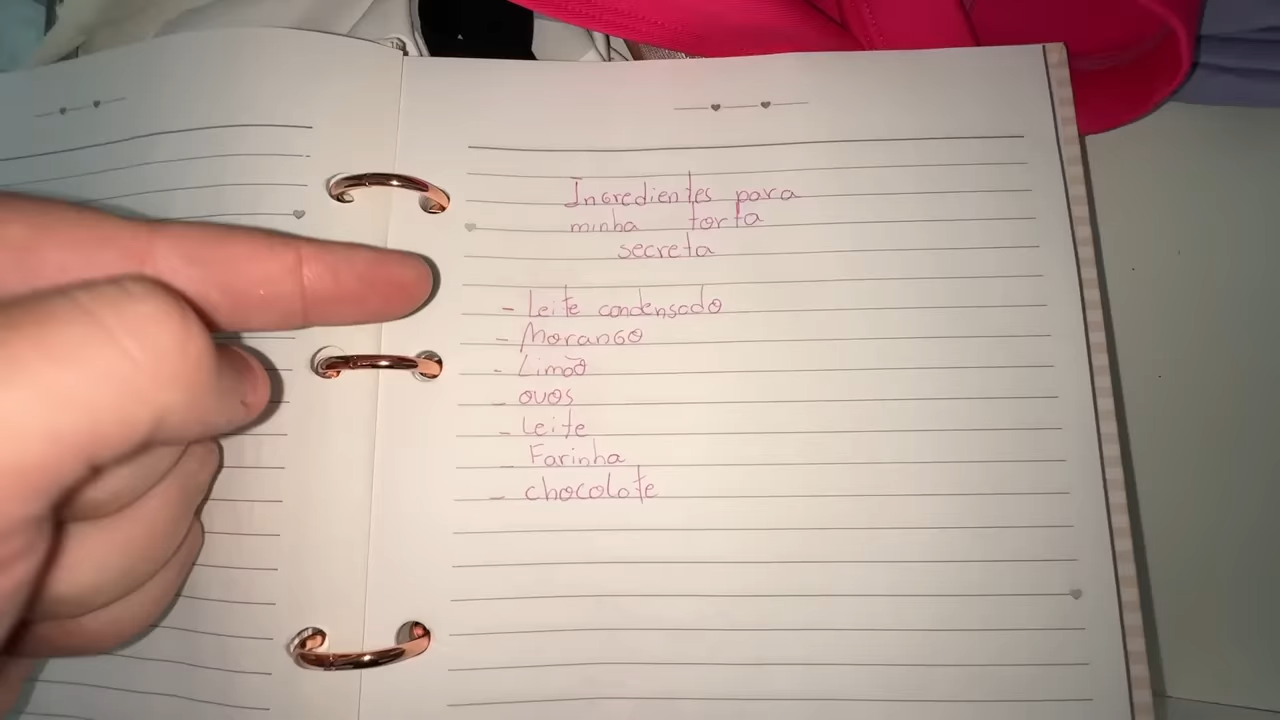 Ingredientes para
minha torta
secreta
- Leite condensado
- Morango
- Limão
- ovos
- Leite
- Farinha
- chocolate